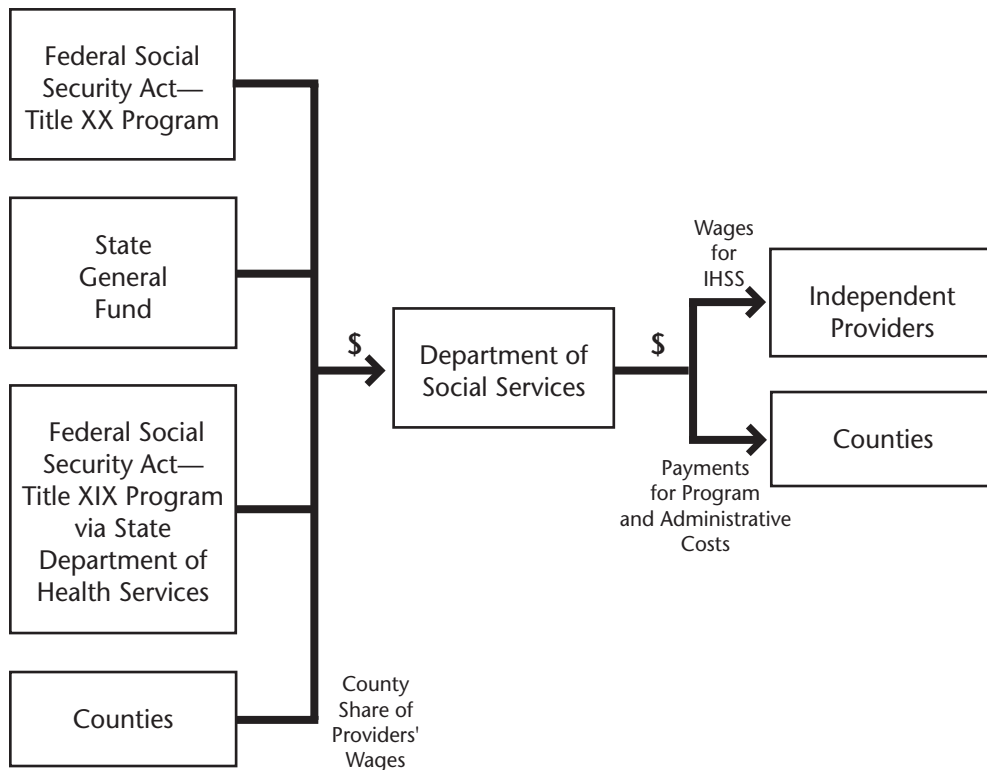 Federal Social
Security Act—
Title XX Program
State
General
Fund
Federal Social
Security Act—
Title XIX Program
via State
Department of
Health Services
Counties
County
Share of
Providers'
Wages
$
Department of
Social Services
$
Wages
for
IHSS
Independent
Providers
Counties
Payments
for Program
and Administrative
Costs